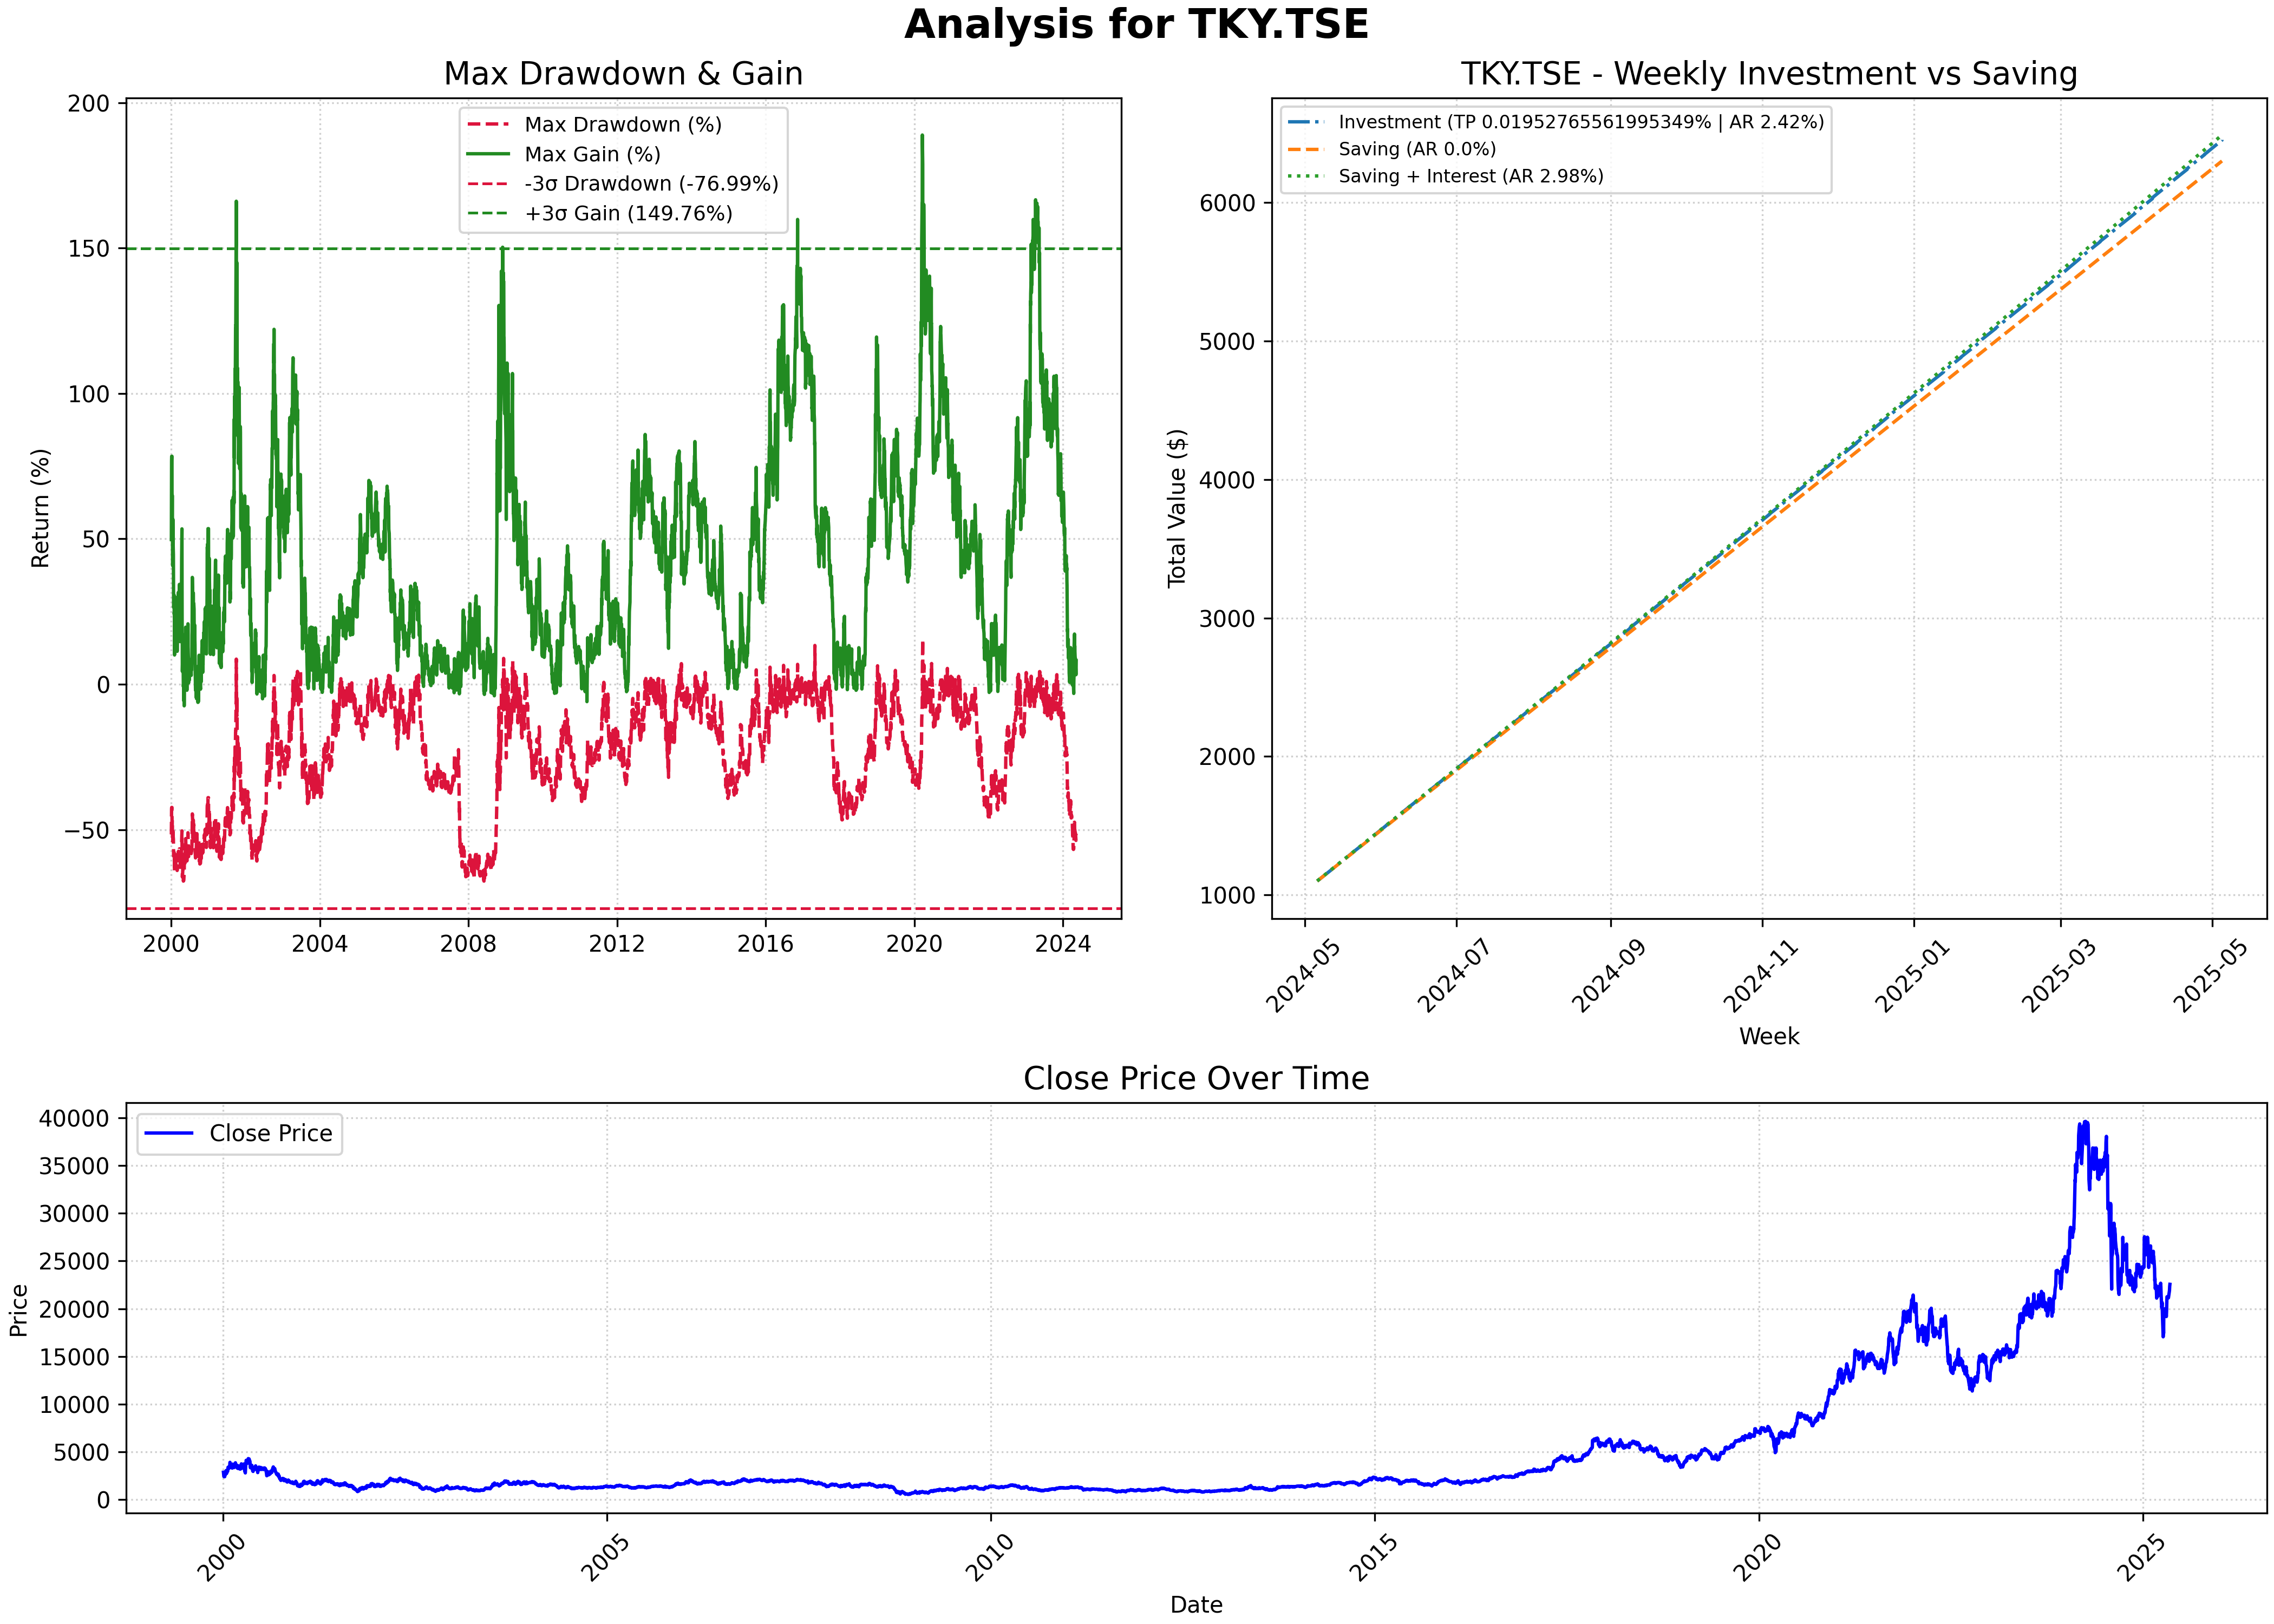 Analysis for TKY.TSE
Max Drawdown & Gain
Return (%)
200
150
100
50
0
−50
Max Drawdown (%)
Max Gain (%)
-3σ Drawdown (-76.99%)
+3σ Gain (149.76%)
2000 2004 2008 2012 2016 2020 2024
TKY.TSE - Weekly Investment vs Saving
Total Value ($)
6000
5000
4000
3000
2000
1000
Investment (TP 0.01952765561995349% | AR 2.42%)
Saving (AR 0.0%)
Saving + Interest (AR 2.98%)
2024-05 2024-07 2024-09 2024-11 2025-01 2025-03 2025-05
Week
Close Price Over Time
Price
40000
35000
30000
25000
20000
15000
10000
5000
0
Close Price
2000 2005 2010 2015 2020 2025
Date